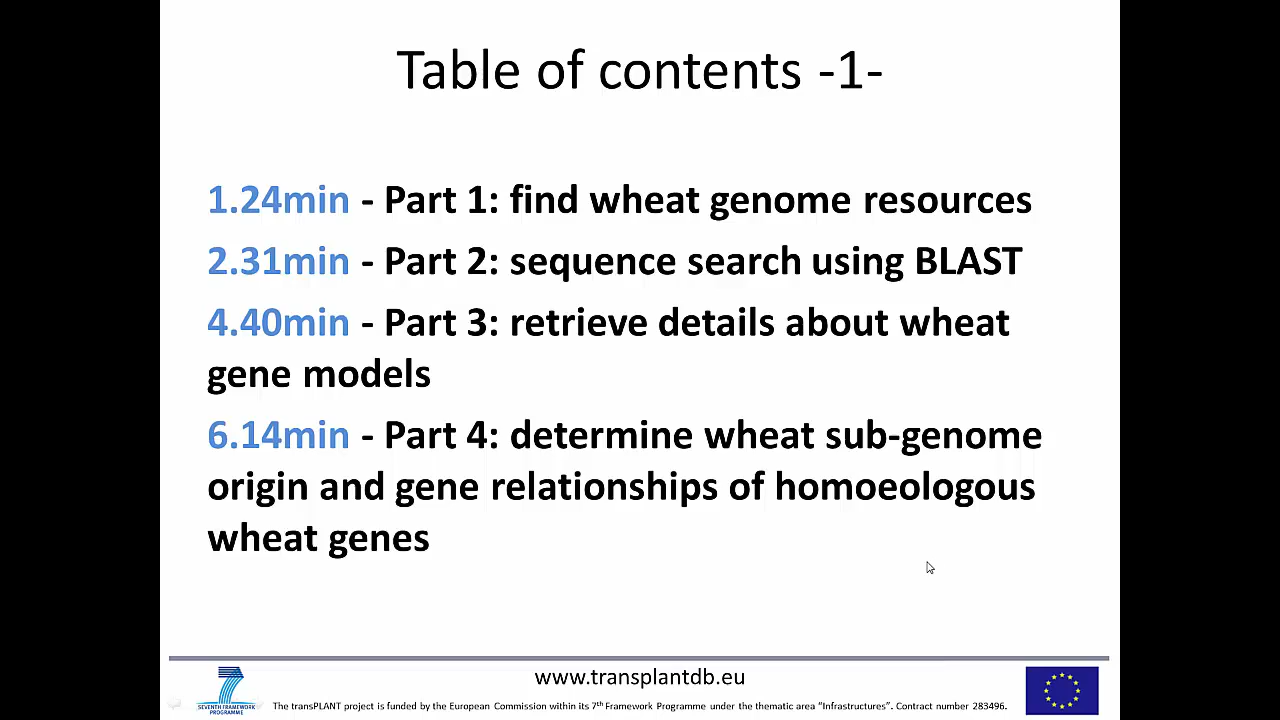 Table of contents -1-
1.24min - Part 1: find wheat genome resources
2.31min - Part 2: sequence search using BLAST
4.40min - Part 3: retrieve details about wheat
gene models
6.14min - Part 4: determine wheat sub-genome
origin and gene relationships of homoeologous
wheat genes
www.transplantdb.eu
SEVENTH FRAMEWORK
PROGRAMME
The transPLANT project is funded by the European Commission within its 7th Framework Programme under the thematic area “Infrastructures”. Contract number 283496.